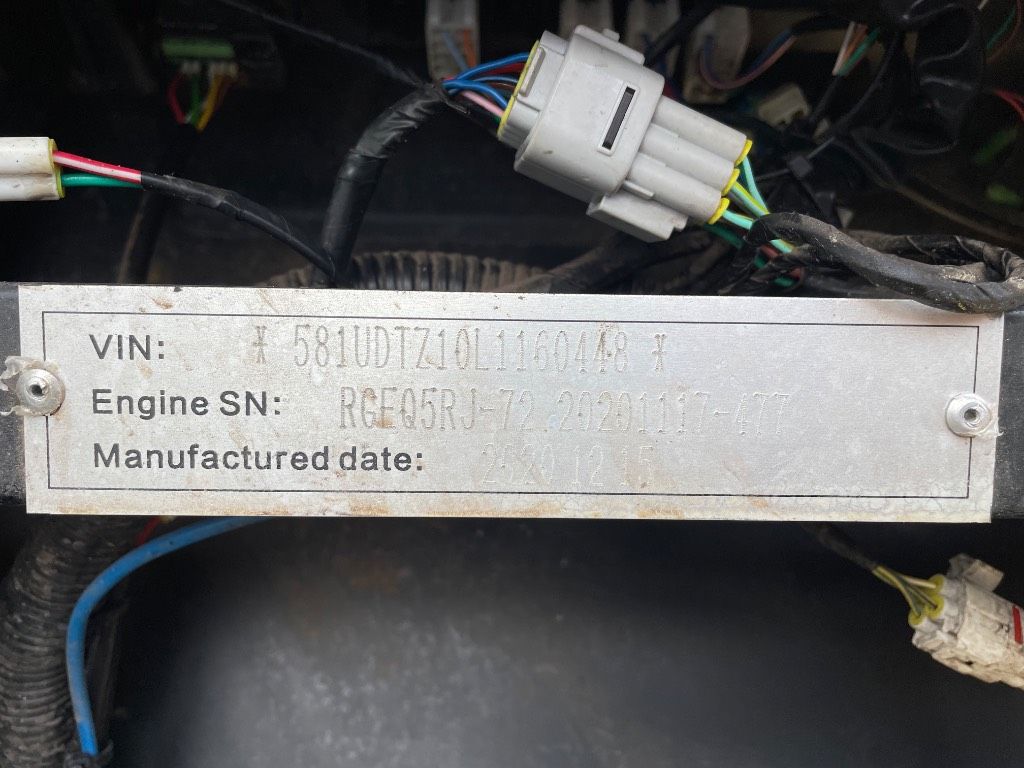 VIN: * 581UDTZ10L1160448 *
Engine SN: RGEQ5RJ-72.20201117-477
Manufactured date: 2020 12 15